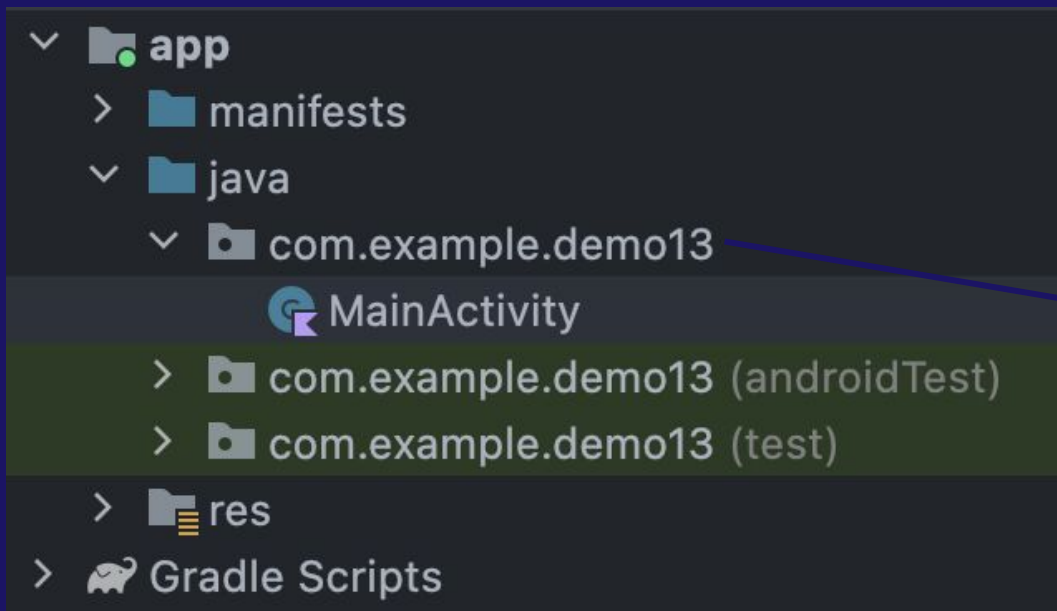 app
manifests
java
com.example.demo13
MainActivity
com.example.demo13 (androidTest)
com.example.demo13 (test)
res
Gradle Scripts